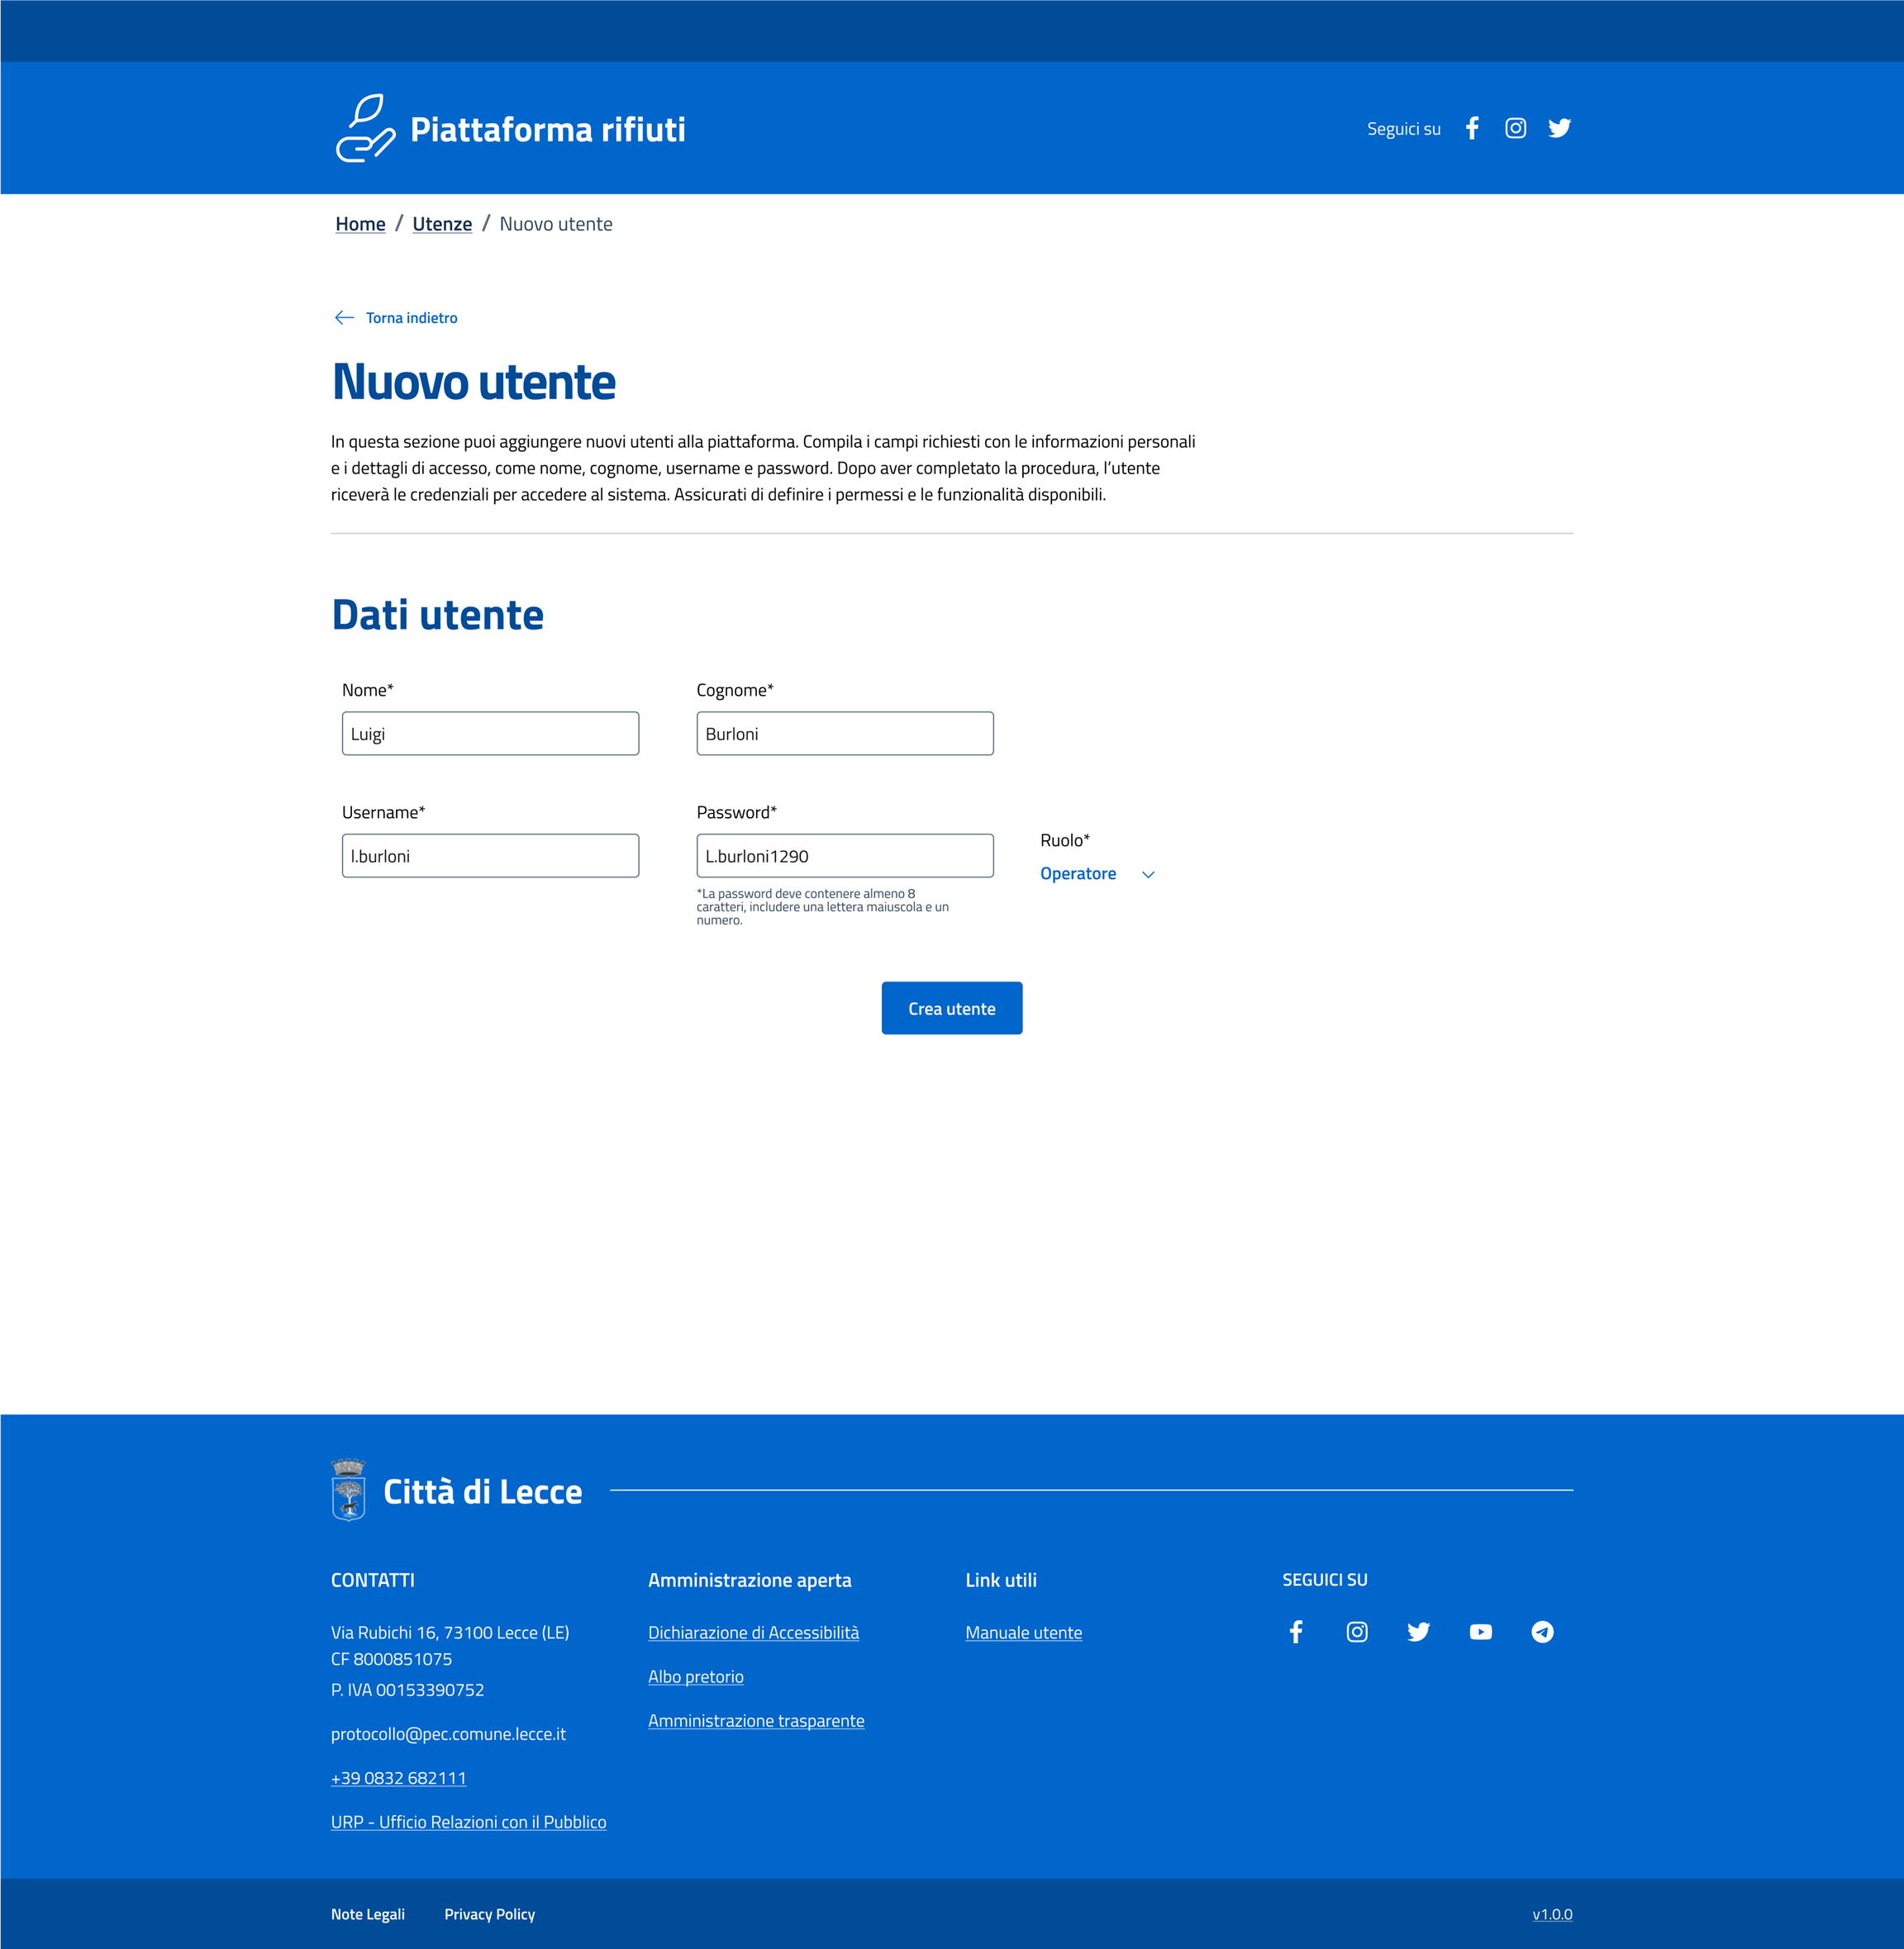 Piattaforma rifiuti
Seguici su
Home / Utenze / Nuovo utente
Torna indietro
Nuovo utente
In questa sezione puoi aggiungere nuovi utenti alla piattaforma. Compila i campi richiesti con le informazioni personali
e i dettagli di accesso, come nome, cognome, username e password. Dopo aver completato la procedura, l’utente
riceverà le credenziali per accedere al sistema. Assicurati di definire i permessi e le funzionalità disponibili.
Dati utente
Nome*
Luigi
Cognome*
Burloni
Username*
l.burloni
Password*
L.burloni1290
*La password deve contenere almeno 8
caratteri, includere una lettera maiuscola e un
numero.
Ruolo*
Operatore
Crea utente
Città di Lecce
CONTATTI
Via Rubichi 16, 73100 Lecce (LE)
CF 8000851075
P. IVA 00153390752
protocollo@pec.comune.lecce.it
+39 0832 682111
URP - Ufficio Relazioni con il Pubblico
Amministrazione aperta
Dichiarazione di Accessibilità
Albo pretorio
Amministrazione trasparente
Link utili
Manuale utente
SEGUICI SU
Note Legali
Privacy Policy
v1.0.0